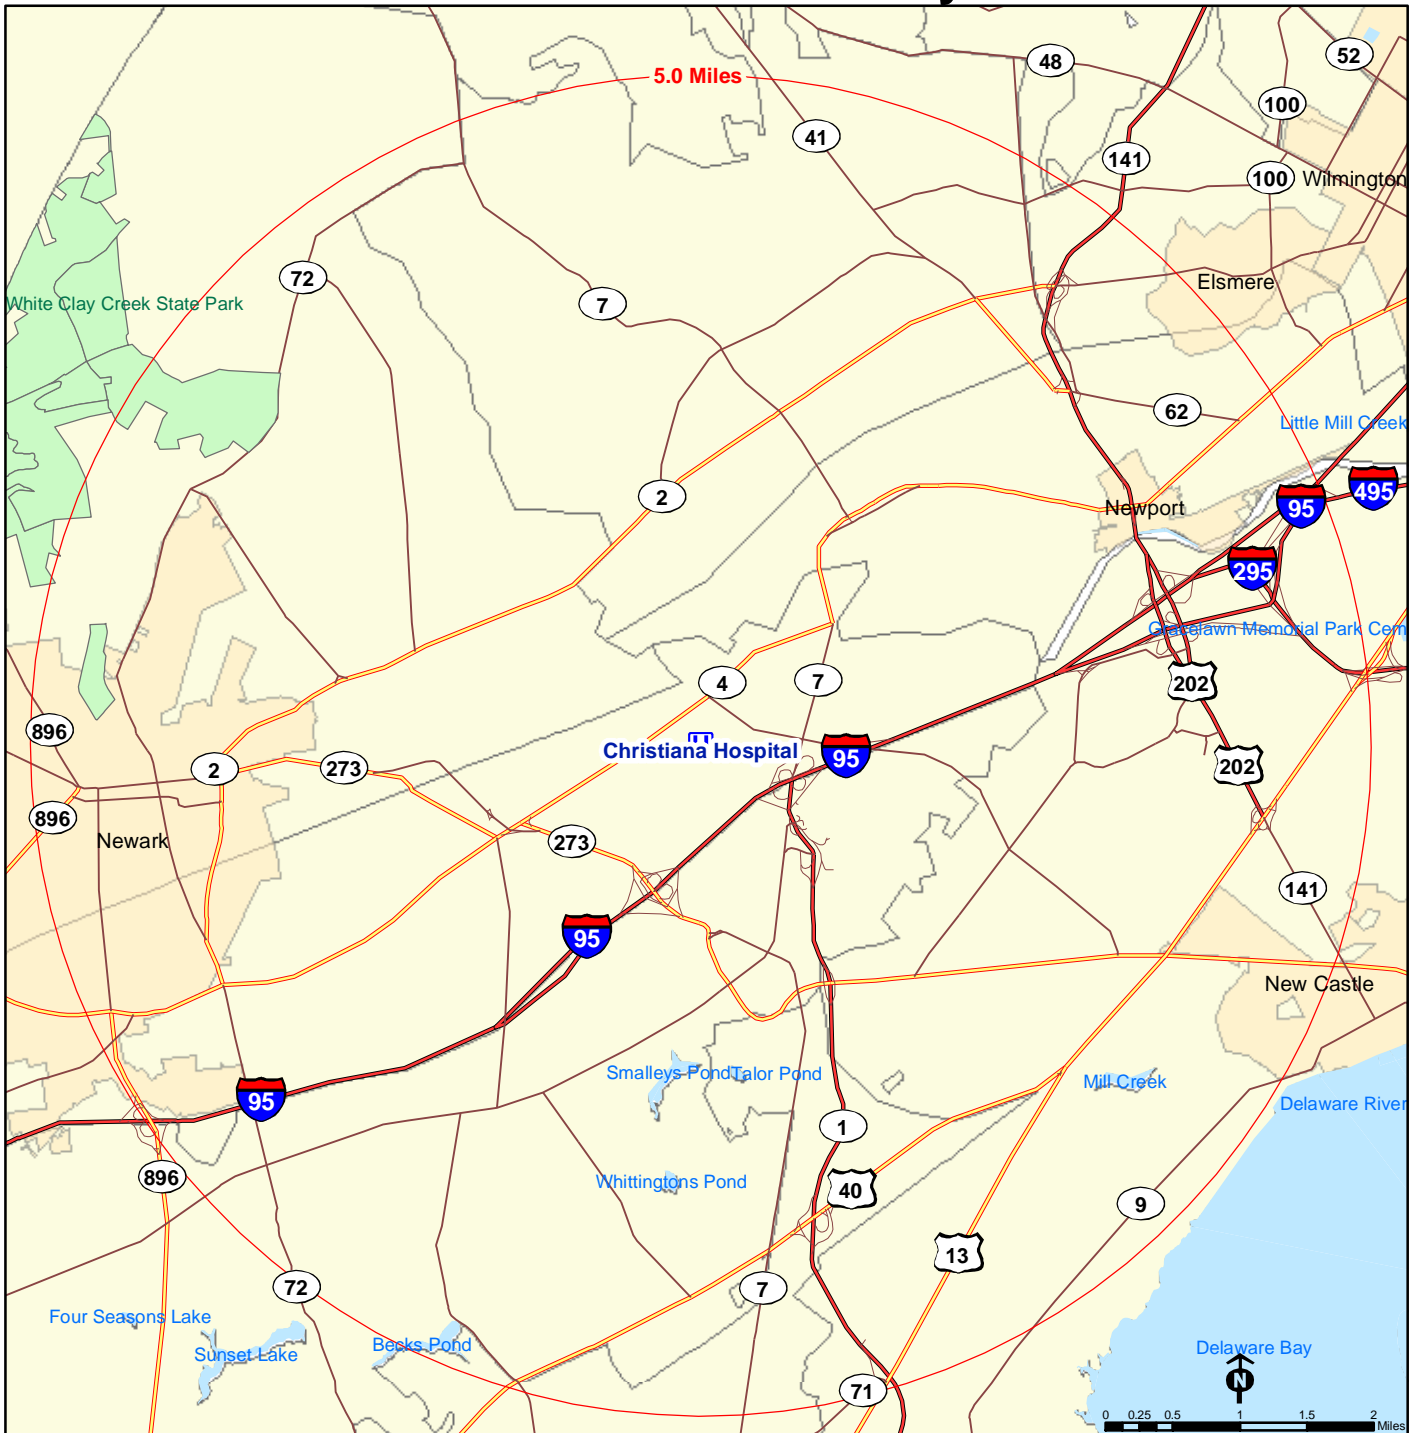 5.0 Miles
48
52
100
41
141
100
Wilmington
72
7
White Clay Creek State Park
Elsmere
62
Little Mill Creek
2
495
95
Newport
295
Gracelawn Memorial Park Cem
4
7
202
896
Christiana Hospital
95
2
273
202
896
Newark
273
141
95
New Castle
Smalleys Pond
Talor Pond
Mill Creek
95
Delaware River
1
896
Whittingtons Pond
40
9
13
72
7
Four Seasons Lake
Becks Pond
Sunset Lake
Delaware Bay
N
71
0 0.25 0.5 1 1.5 2
Miles